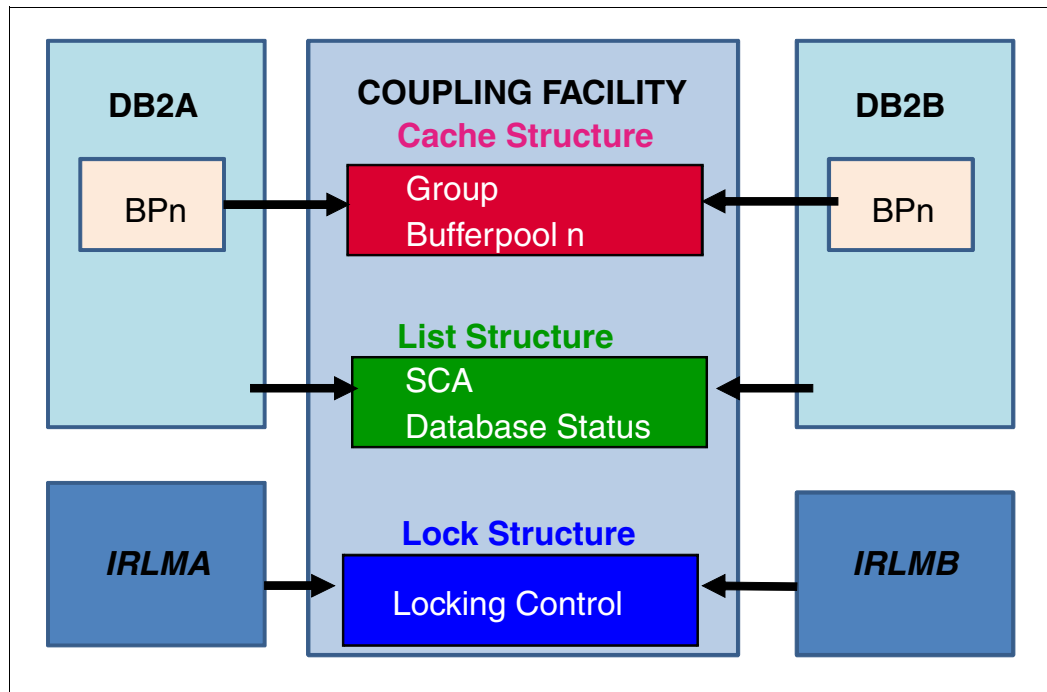 DB2A
BPn
COUPLING FACILITY
Cache Structure
Group
Bufferpool n
List Structure
SCA
Database Status
Lock Structure
Locking Control
DB2B
BPn
IRLMA
IRLMB